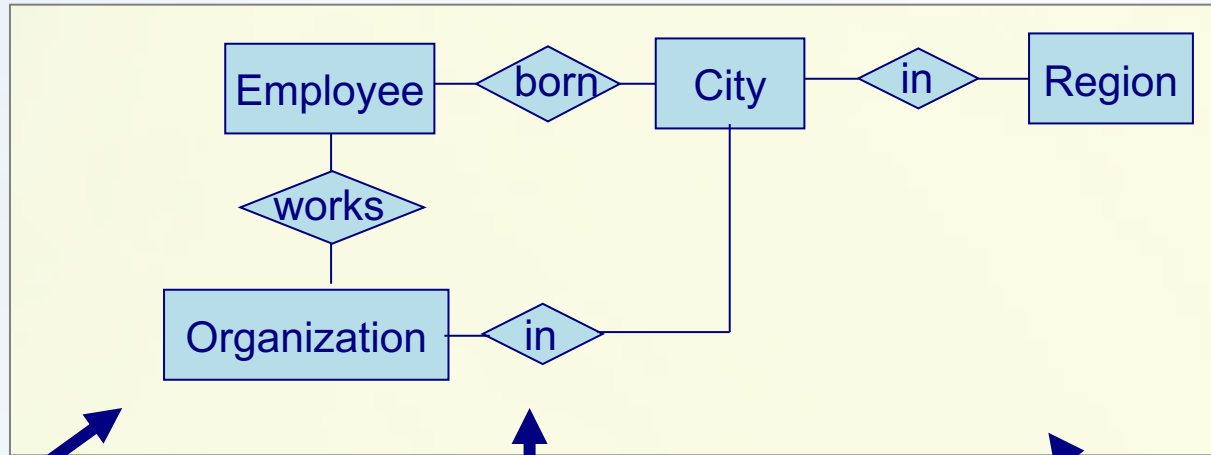 Employee
born
City
in
Region
works
Organization
in